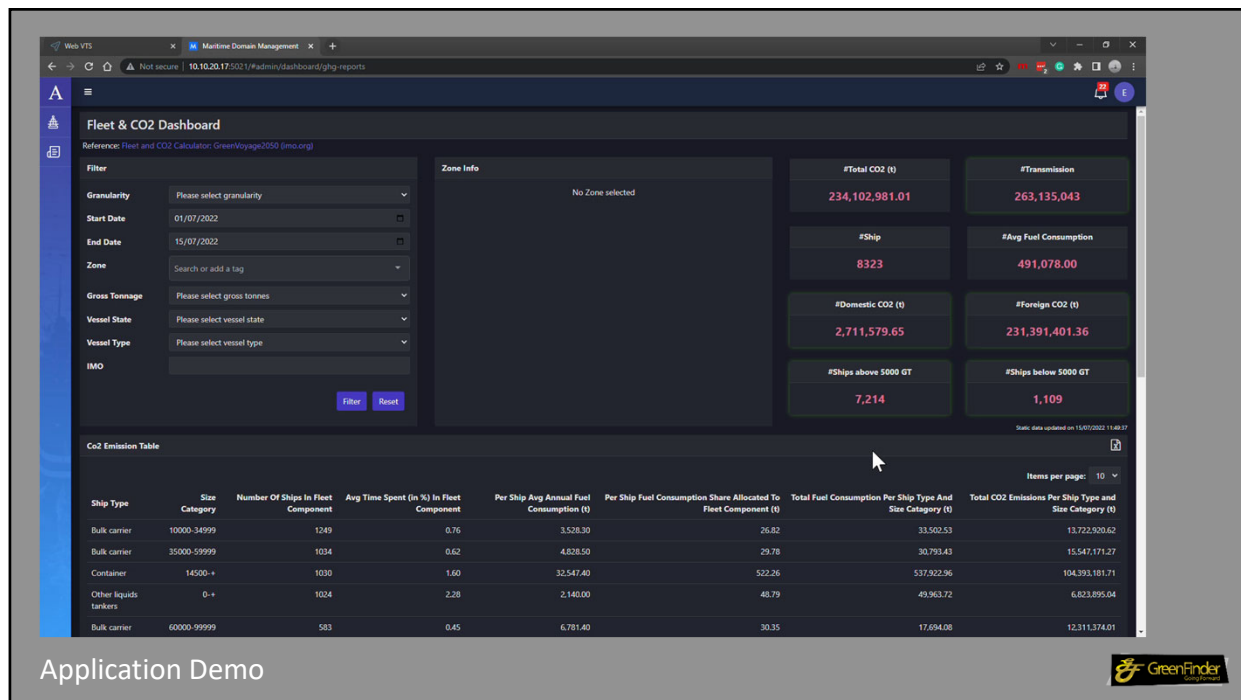 Web VTS
Maritime Domain Management
Not secure | 10.10.20.17:5021/#admin/dashboard/ghg-reports
A
22
E
Fleet & CO2 Dashboard
Reference: Fleet and CO2 Calculator: GreenVoyage2050 (imo.org)
Filter
Granularity Please select granularity
Start Date 01/07/2022
End Date 15/07/2022
Zone Search or add a tag
Gross Tonnage Please select gross tonnes
Vessel State Please select vessel state
Vessel Type Please select vessel type
IMO
Filter Reset
Zone Info
No Zone selected
#Total CO2 (t) #Transmission
234,102,981.01 263,135,043
#Ship #Avg Fuel Consumption
8323 491,078.00
#Domestic CO2 (t) #Foreign CO2 (t)
2,711,579.65 231,391,401.36
#Ships above 5000 GT #Ships below 5000 GT
7,214 1,109
Static data updated on 15/07/2022 11:49:37
Co2 Emission Table
Items per page: 10
Ship Type Size Category Number Of Ships In Fleet Component Avg Time Spent (in %) In Fleet Component Per Ship Avg Annual Fuel Consumption (t) Per Ship Fuel Consumption Share Allocated To Fleet Component (t) Total Fuel Consumption Per Ship Type And Size Catagory (t) Total CO2 Emissions Per Ship Type and Size Category (t)
Bulk carrier 10000-34999 1249 0.76 3,528.30 26.82 33,502.53 13,722,920.62
Bulk carrier 35000-59999 1034 0.62 4,828.50 29.78 30,793.43 15,547,171.27
Container 14500-+ 1030 1.60 32,547.40 522.26 537,922.96 104,393,181.71
Other liquids tankers 0-+ 1024 2.28 2,140.00 48.79 49,963.72 6,823,895.04
Bulk carrier 60000-99999 583 0.45 6,781.40 30.35 17,694.08 12,311,374.01
Application Demo
GreenFinder
Going Forward